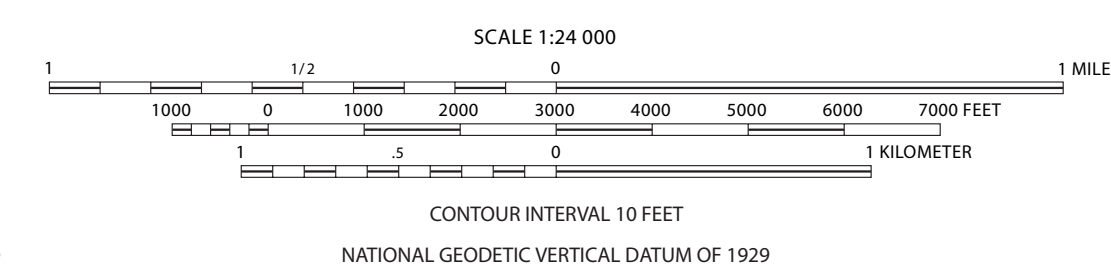 SCALE 1:24 000
1 1/2 0 1 MILE
1000 0 1000 2000 3000 4000 5000 6000 7000 FEET
1 .5 0 1 KILOMETER
CONTOUR INTERVAL 10 FEET
NATIONAL GEODETIC VERTICAL DATUM OF 1929